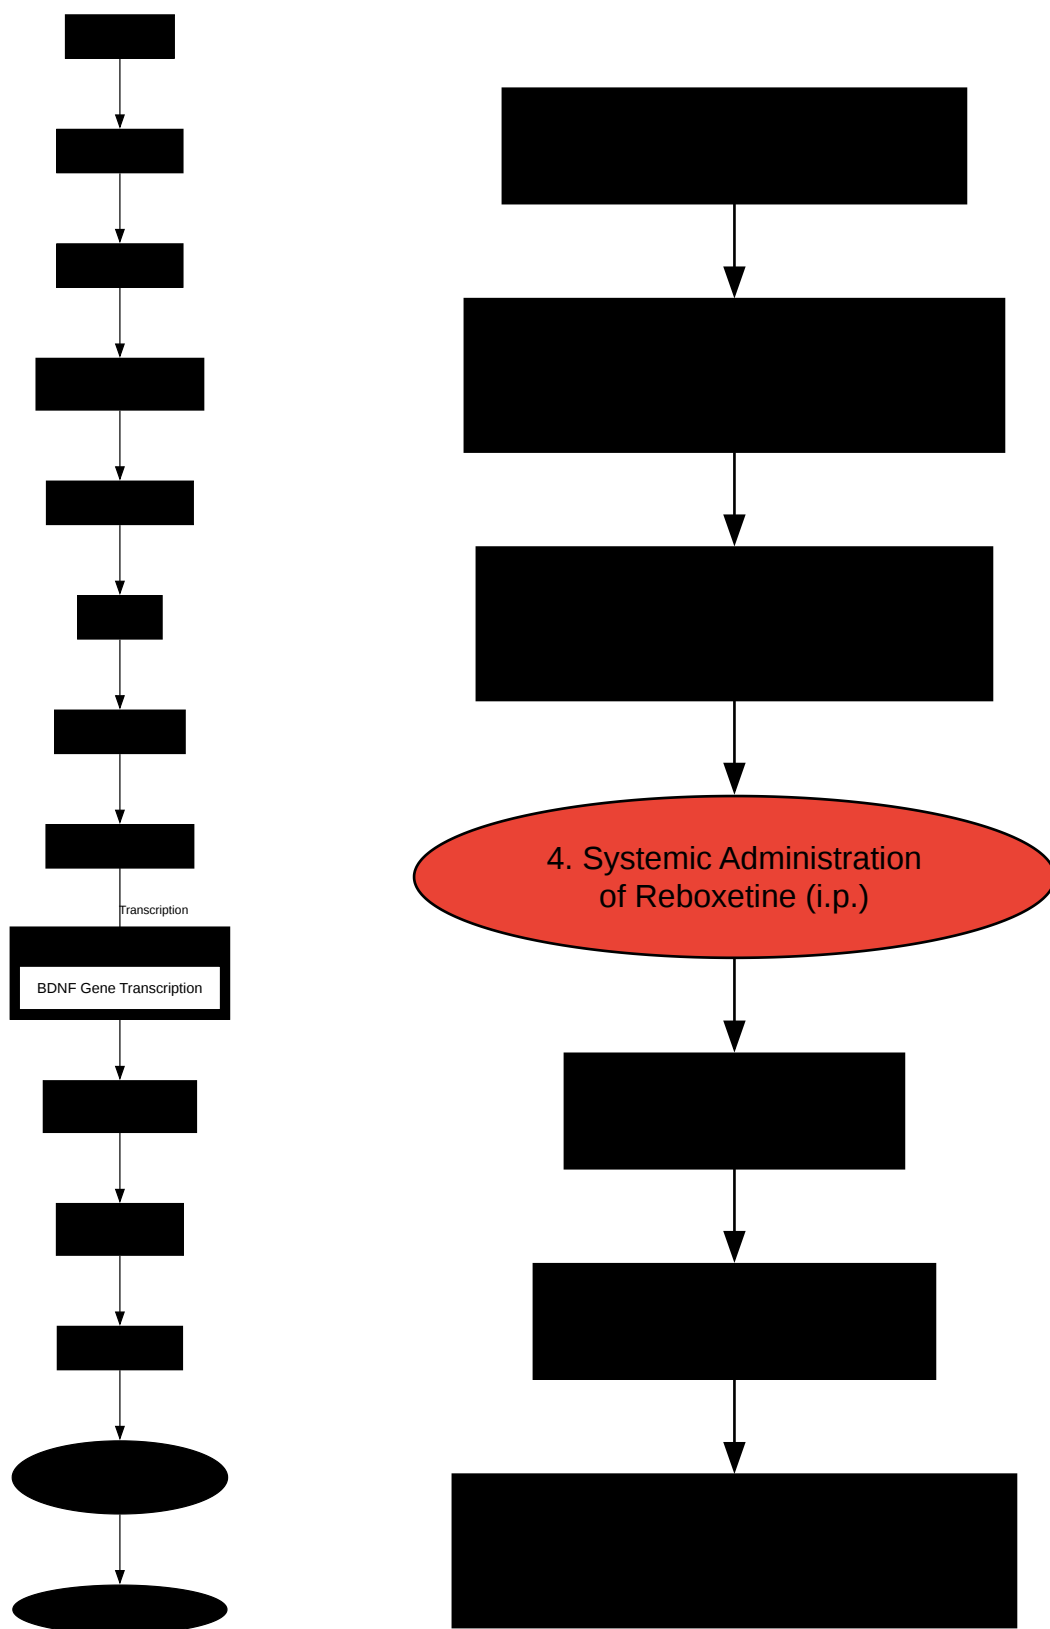 Transcription
BDNF Gene Transcription
4. Systemic Administration
of Reboxetine (i.p.)